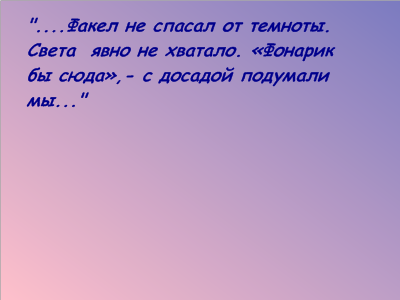 "....Факел не спасал от темноты.
Света  явно не хватало. «Фонарик
бы сюда»,- с досадой подумали
мы..."